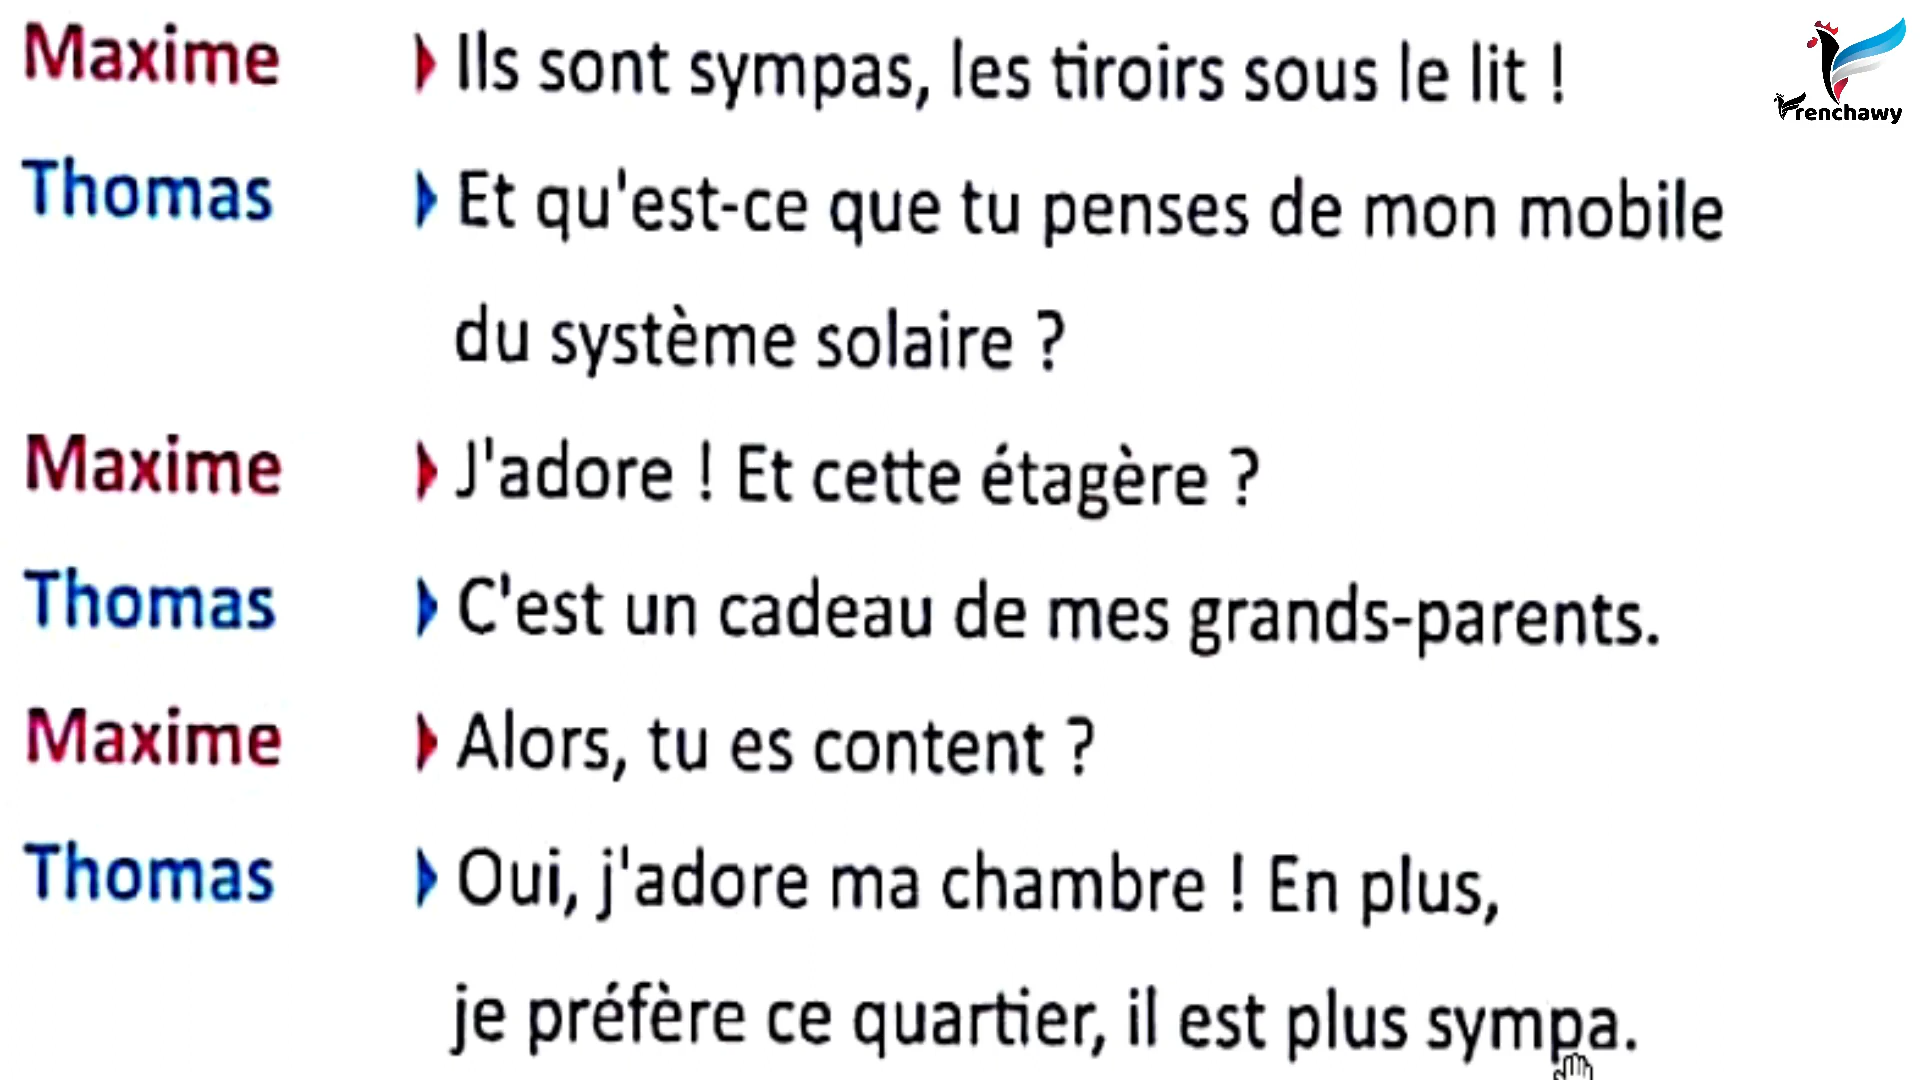 Maxime Ils sont sympas, les tiroirs sous le lit !
Frenchawy
Thomas Et qu'est-ce que tu penses de mon mobile
du système solaire ?
Maxime J'adore ! Et cette étagère ?
Thomas C'est un cadeau de mes grands-parents.
Maxime Alors, tu es content ?
Thomas Oui, j'adore ma chambre ! En plus,
je préfère ce quartier, il est plus sympa.